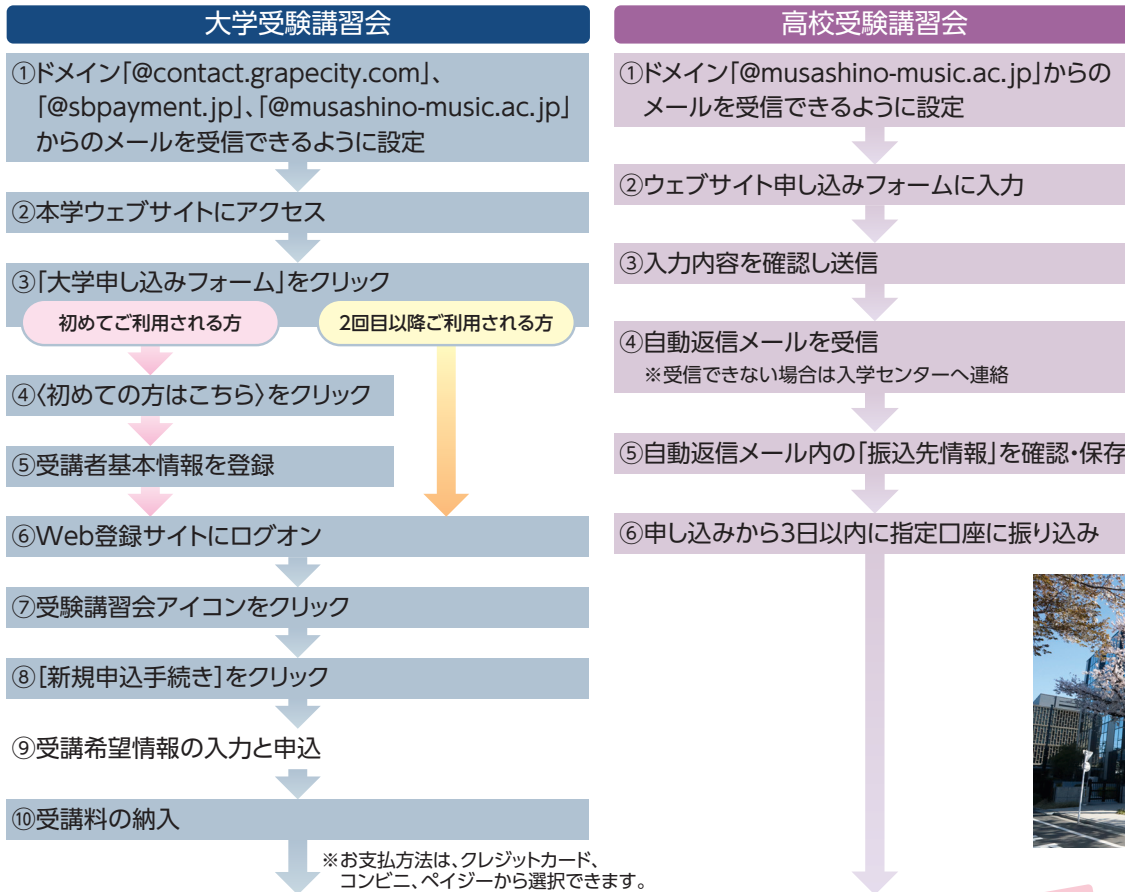 大学受験講習会
①ドメイン「@contact.grapecity.com」、
「@sbpayment.jp」、「@musashino-music.ac.jp」
からのメールを受信できるように設定
②本学ウェブサイトにアクセス
③「大学申し込みフォーム」をクリック
初めてご利用される方
2回目以降ご利用される方
④〈初めての方はこちら〉をクリック
⑤受講者基本情報を登録
⑥Web登録サイトにログオン
⑦受験講習会アイコンをクリック
⑧[新規申込手続き]をクリック
⑨受講希望情報の入力と申込
⑩受講料の納入
※お支払方法は、クレジットカード、
コンビニ、ペイジーから選択できます。
高校受験講習会
①ドメイン「@musashino-music.ac.jp」からの
メールを受信できるように設定
②ウェブサイト申し込みフォームに入力
③入力内容を確認し送信
④自動返信メールを受信
※受信できない場合は入学センターへ連絡
⑤自動返信メール内の「振込先情報」を確認・保存
⑥申し込みから3日以内に指定口座に振り込み